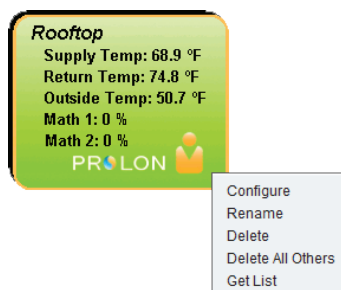 Rooftop
Supply Temp: 68.9 °F
Return Temp: 74.8 °F
Outside Temp: 50.7 °F
Math 1: 0 %
Math 2: 0 %
PROLON
Configure
Rename
Delete
Delete All Others
Get List